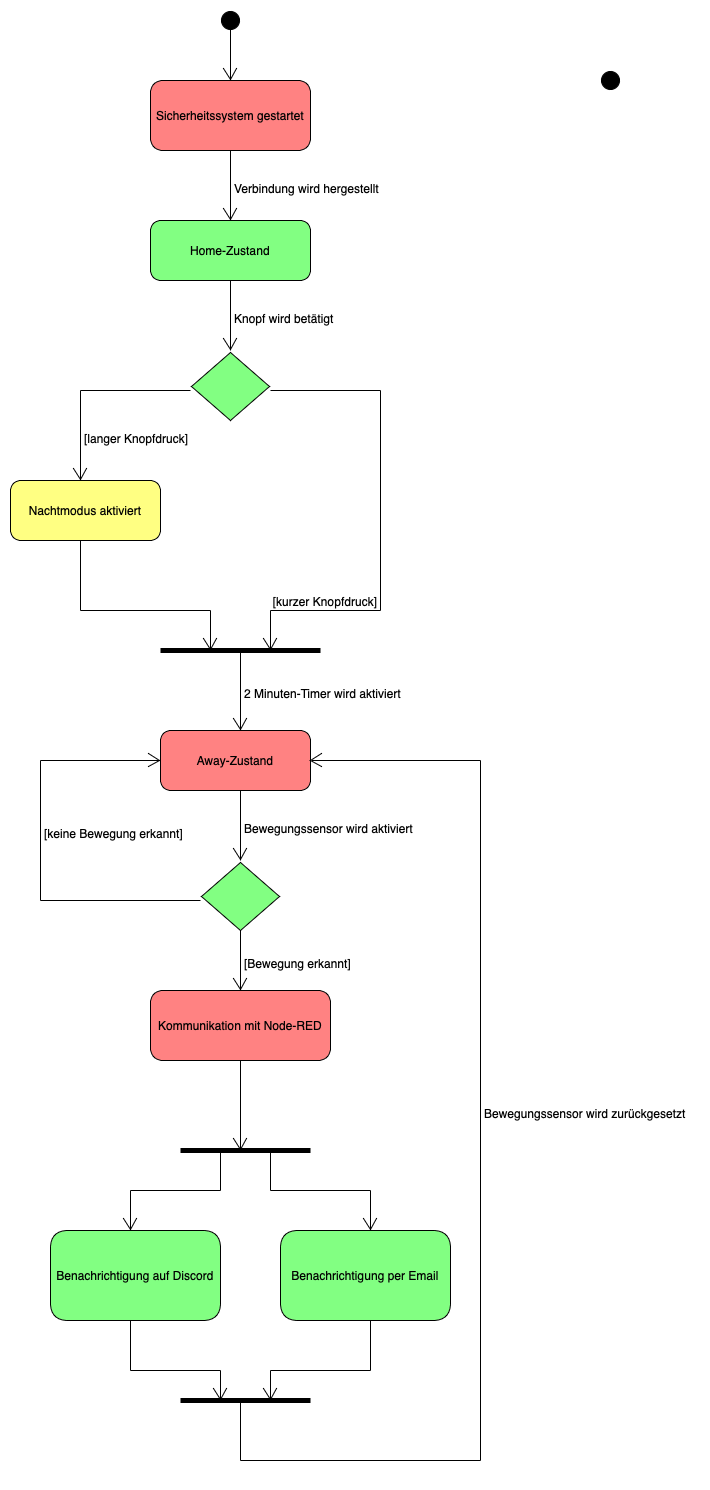 Sicherheitssystem gestartet
Verbindung wird hergestellt
Home-Zustand
Knopf wird betätigt
[langer Knopfdruck]
Nachtmodus aktiviert
[kurzer Knopfdruck]
2 Minuten-Timer wird aktiviert
Away-Zustand
Bewegungssensor wird aktiviert
[keine Bewegung erkannt]
[Bewegung erkannt]
Kommunikation mit Node-RED
Bewegungssensor wird zurückgesetzt
Benachrichtigung auf Discord
Benachrichtigung per Email